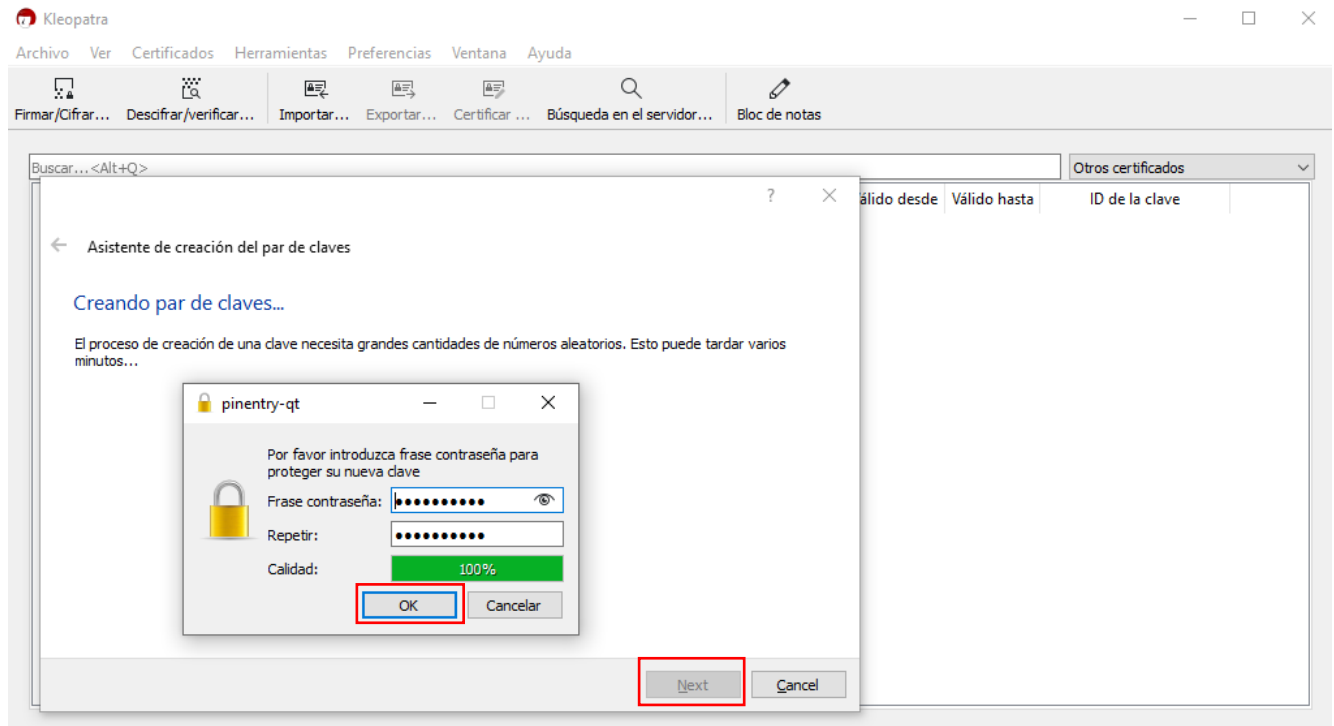 Kleopatra
Archivo Ver Certificados Herramientas Preferencias Ventana Ayuda
Firmar/Cifrar... Descifrar/verificar... Importar... Exportar... Certificar ... Búsqueda en el servidor... Bloc de notas
Buscar...<Alt+Q> Otros certificados
álido desde Válido hasta ID de la clave
?
Asistente de creación del par de claves
Creando par de claves...
El proceso de creación de una clave necesita grandes cantidades de números aleatorios. Esto puede tardar varios
minutos...
pinentry-qt
Por favor introduzca frase contraseña para
proteger su nueva clave
Frase contraseña: ●●●●●●●●●●
Repetir: ●●●●●●●●●●
Calidad: 100%
OK Cancelar
Next Cancel